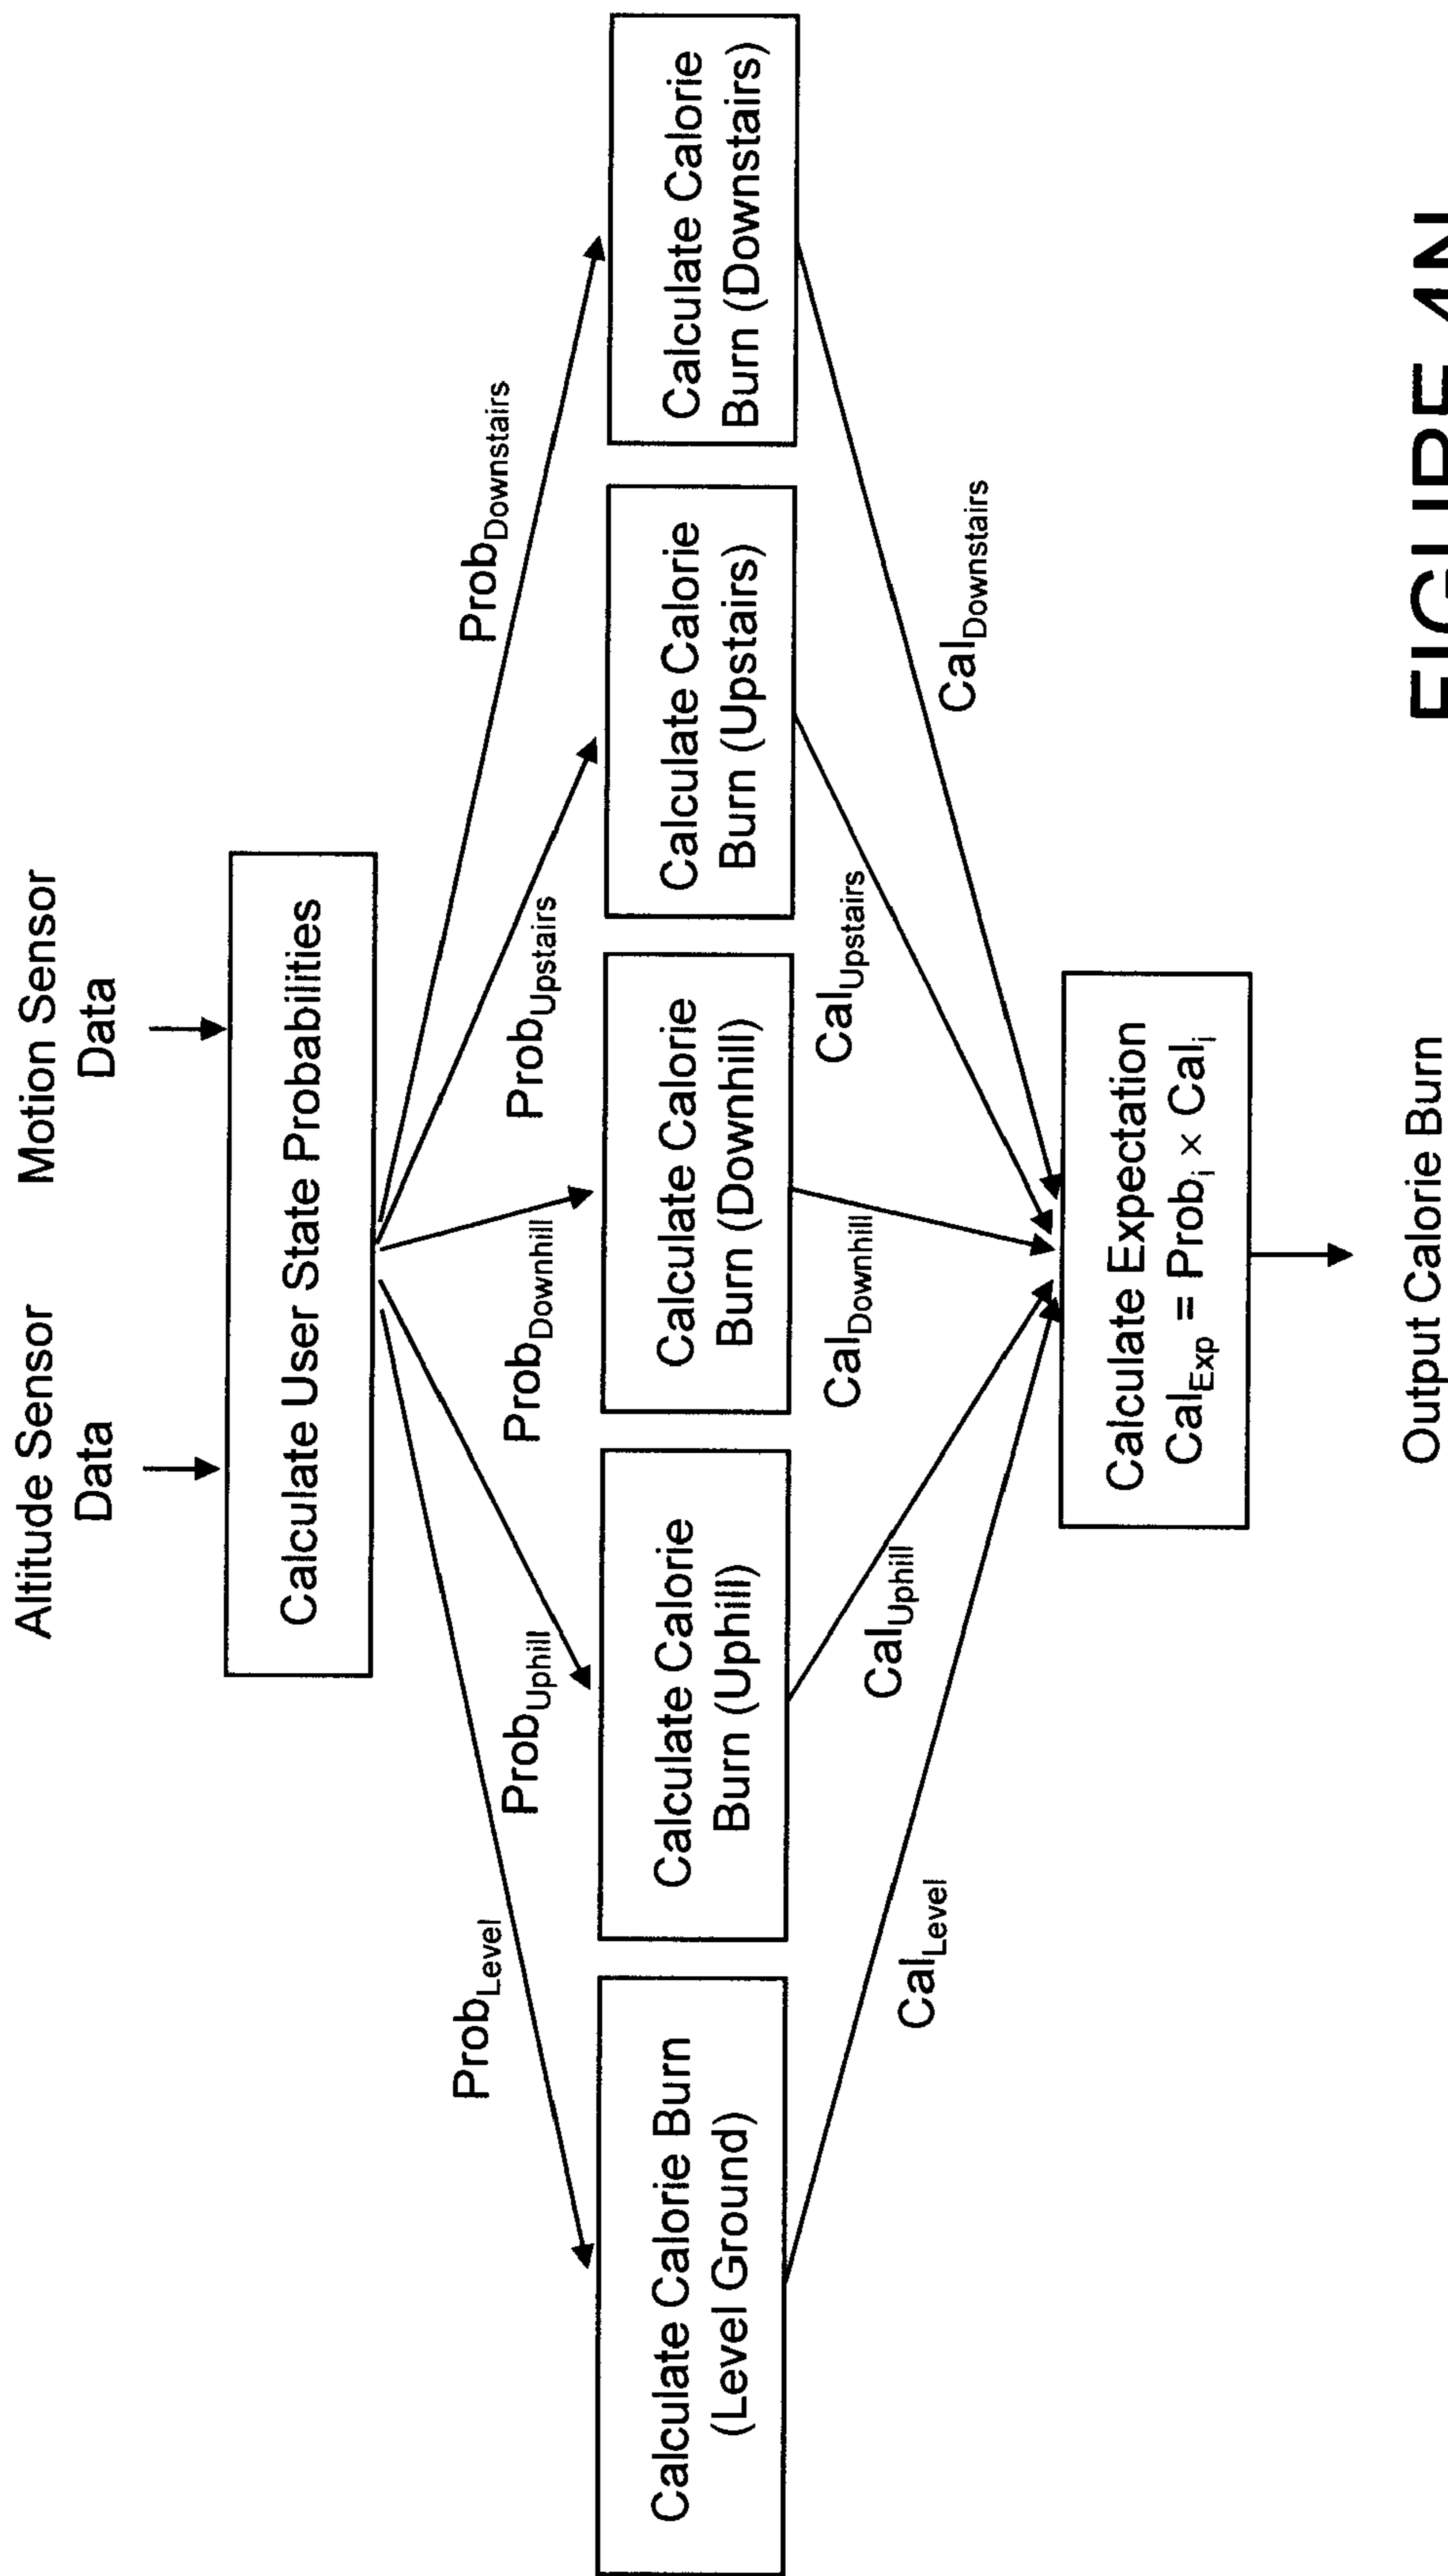 Altitude Sensor
Data
Motion Sensor
Data
Calculate User State Probabilities
Prob_Level
Prob_Uphill
Prob_Downhill
Prob_Upstairs
Prob_Downstairs
Calculate Calorie Burn
(Level Ground)
Calculate Calorie
Burn (Uphill)
Calculate Calorie
Burn (Downhill)
Calculate Calorie
Burn (Upstairs)
Calculate Calorie
Burn (Downstairs)
Cal_Level
Cal_Uphill
Cal_Downhill
Cal_Upstairs
Cal_Downstairs
Calculate Expectation
Cal_Exp = Prob_i × Cal_i
Output Calorie Burn
FIGURE 4N